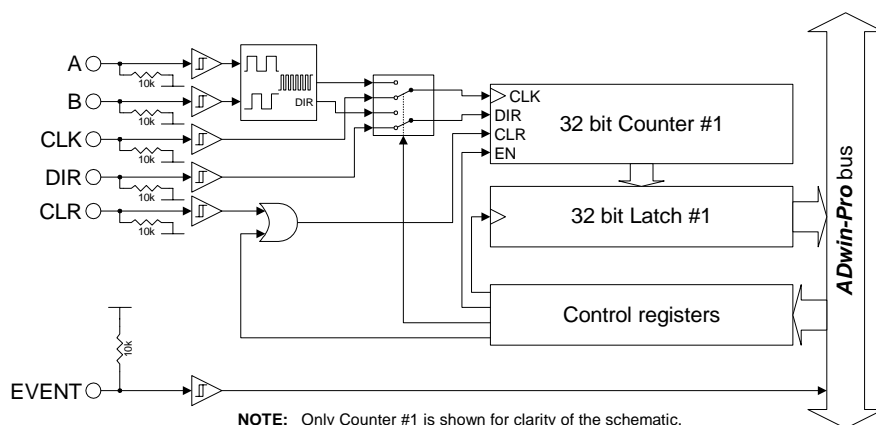 A
10k
B
10k
CLK
10k
DIR
10k
CLR
10k
DIR
CLK
DIR
CLR
EN
32 bit Counter #1
32 bit Latch #1
Control registers
ADwin-Pro bus
10k
EVENT
NOTE: Only Counter #1 is shown for clarity of the schematic.